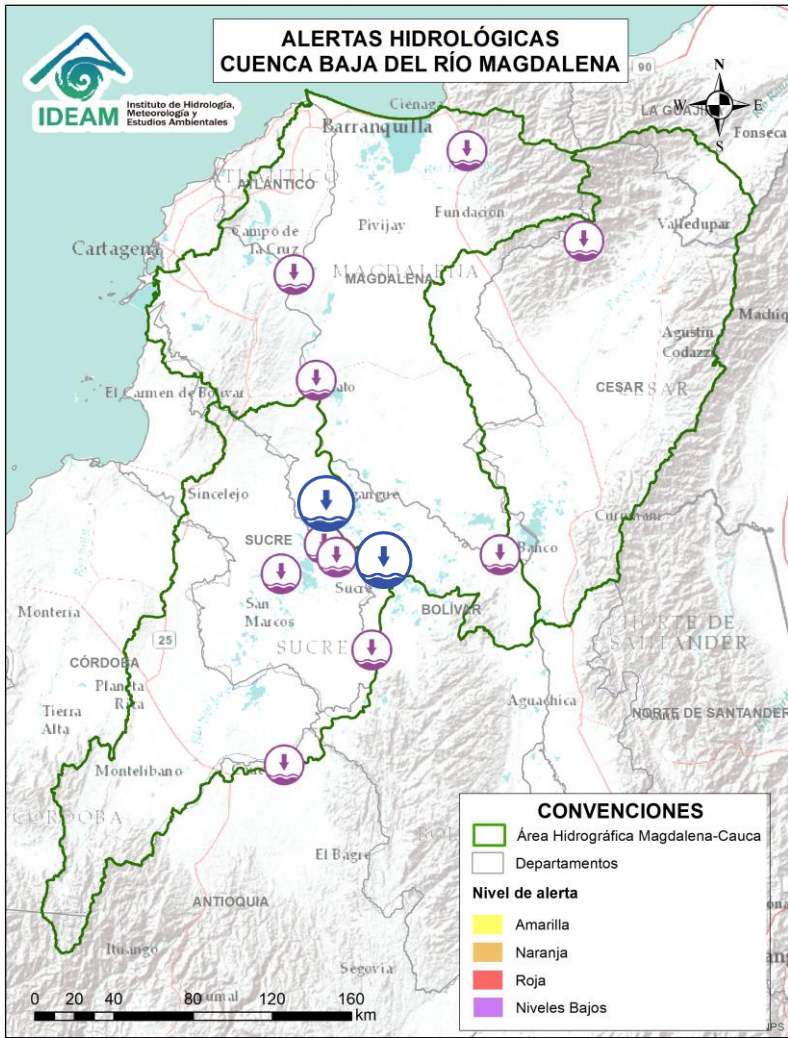 ALERTAS HIDROLÓGICAS
CUENCA BAJA DEL RÍO MAGDALENA
IDEAM
Instituto de Hidrología,
Meteorología y
Estudios Ambientales
N
W
E
S
90
LA GUAJIRA
Ciénaga
Barranquilla
Fonseca
ATLÁNTICO
ATLÁNTICO
Fundación
Pivijay
Valledupar
Campo de
la Cruz
Cartagena
MAGDALENA
MAGDALENA
Agustín
Codazzi
El Carmen de Bolívar
CESAR
CESAR
Sincelejo
Curumaní
SUCRE
Banco
Sucre
San
Marcos
BOLÍVAR
Montería
SUCRE
NORTE DE
SANTANDER
25
CÓRDOBA
Planeta
Rica
Aguachica
Tierra
Alta
NORTE DE SANTANDER
Montelibano
CÓRDOBA
El Bagre
ANTIOQUIA
Ituango
Segovia
CONVENCIONES
Área Hidrográfica Magdalena-Cauca
Departamentos
Nivel de alerta
Amarilla
Naranja
Roja
Niveles Bajos
0 20 40 80 120 160
km